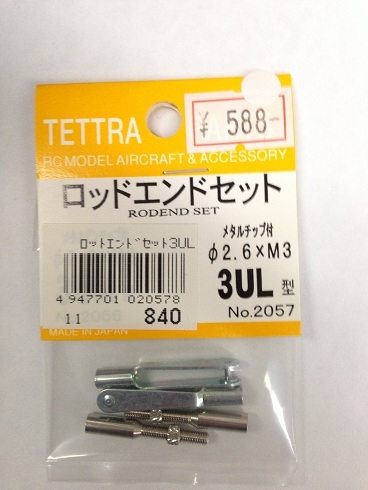 TETTRA
¥ 588-
RC MODEL AIRCRAFT & ACCESSORY
ロッドエンドセット
RODEND SET
メタルチップ付
φ2.6×M3
3UL型
No.2057
ロットエンドセット3UL
4 947701 020578
11 840
MADE IN JAPAN